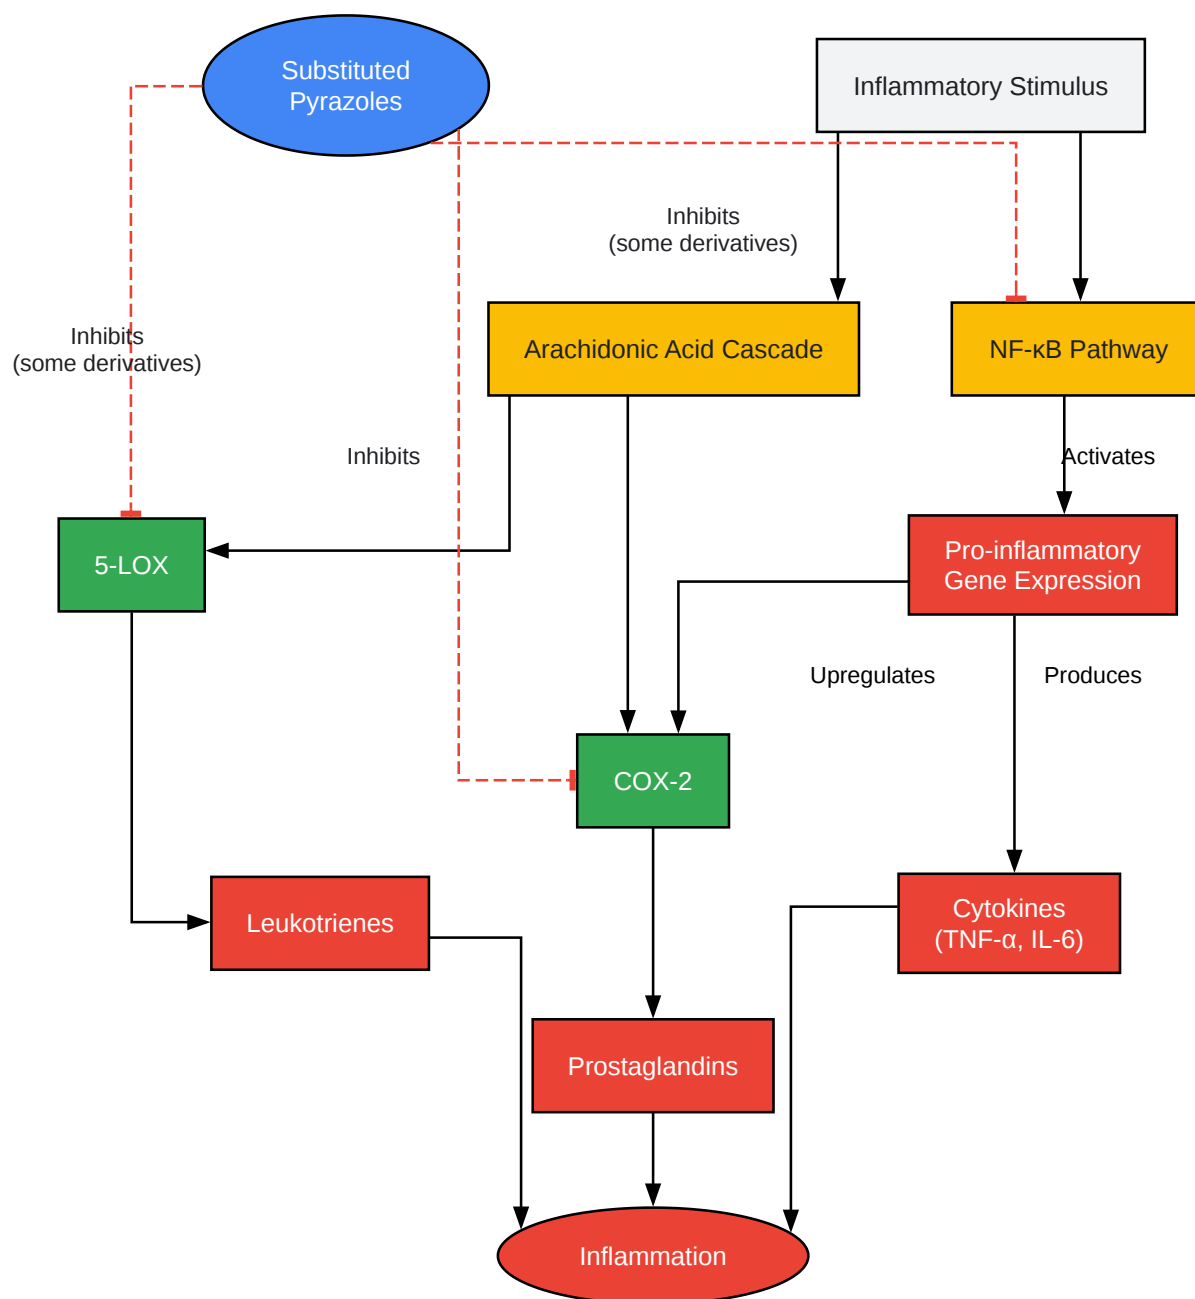 Substituted
Pyrazoles
Inflammatory Stimulus
Inhibits
(some derivatives)
Inhibits
(some derivatives)
Arachidonic Acid Cascade
NF-κB Pathway
Inhibits
Activates
5-LOX
Pro-inflammatory
Gene Expression
Upregulates
Produces
COX-2
Leukotrienes
Cytokines
(TNF-α, IL-6)
Prostaglandins
Inflammation